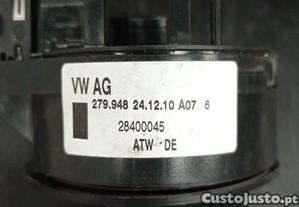 VW AG
279.948 24.12.10 A07 6
28400045
ATW - DE
CustoJusto.pt